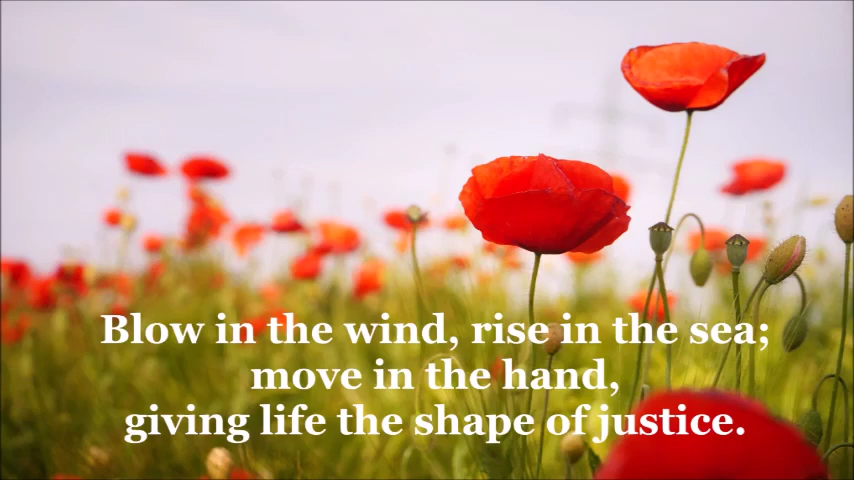 Blow in the wind, rise in the sea;
move in the hand,
giving life the shape of justice.